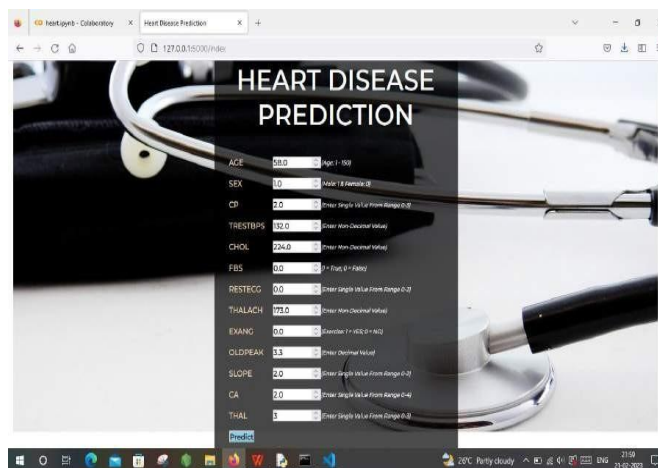 heart.ipynb - Colaboratory × Heart Disease Prediction × +
127.0.0.1:5000/index
HEART DISEASE
PREDICTION
AGE 58.0 (Age: 1 - 150)
SEX 1.0 (Male: 1 & Female: 0)
CP 2.0 (Enter Single Value From Range 0-3)
TRESTBPS 132.0 (Enter Non-Decimal Value)
CHOL 224.0 (Enter Non-Decimal Value)
FBS 0.0 (1 = True; 0 = False)
RESTECG 0.0 (Enter Single Value From Range 0-2)
THALACH 173.0 (Enter Non-Decimal Value)
EXANG 0.0 (Exercise: 1 = YES; 0 = NO)
OLDPEAK 3.3 (Enter Decimal Value)
SLOPE 2.0 (Enter Single Value From Range 0-2)
CA 2.0 (Enter Single Value From Range 0-4)
THAL 3 (Enter Single Value From Range 0-3)
Predict
26°C Partly cloudy ENG 21:59
23-02-2023